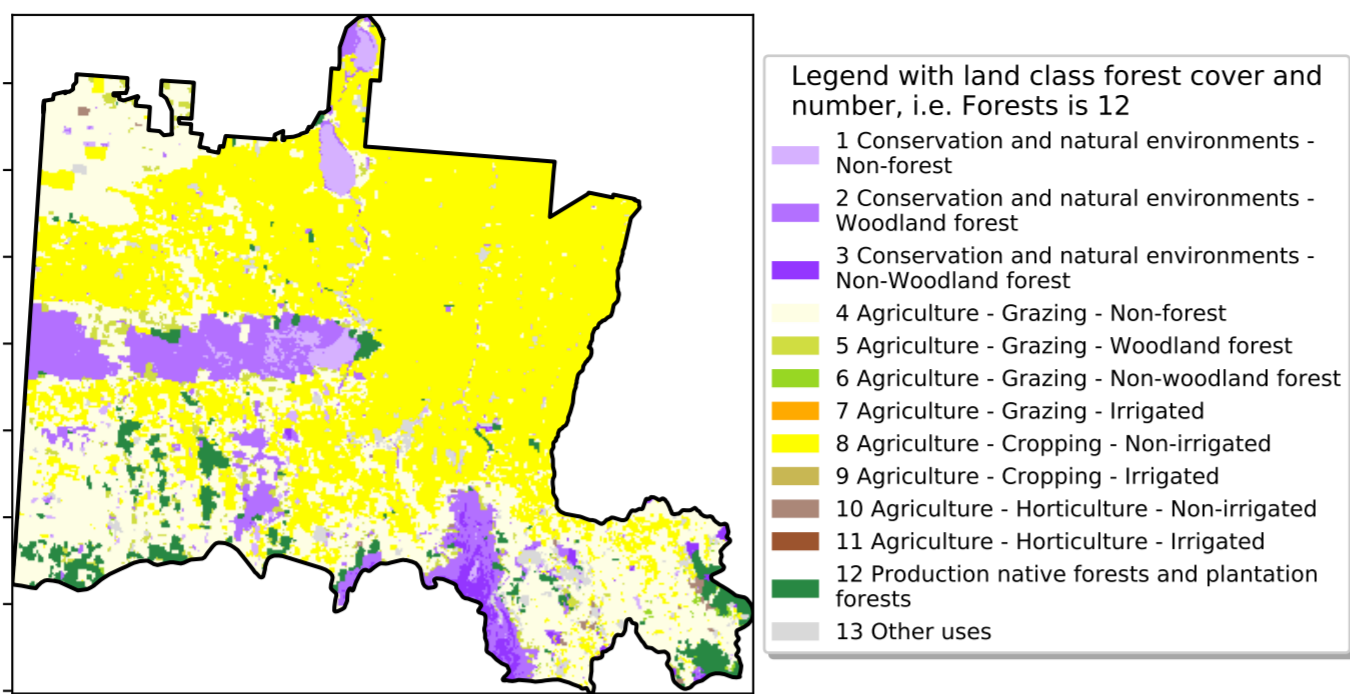 Legend with land class forest cover and
number, i.e. Forests is 12
1 Conservation and natural environments -
Non-forest
2 Conservation and natural environments -
Woodland forest
3 Conservation and natural environments -
Non-Woodland forest
4 Agriculture - Grazing - Non-forest
5 Agriculture - Grazing - Woodland forest
6 Agriculture - Grazing - Non-woodland forest
7 Agriculture - Grazing - Irrigated
8 Agriculture - Cropping - Non-irrigated
9 Agriculture - Cropping - Irrigated
10 Agriculture - Horticulture - Non-irrigated
11 Agriculture - Horticulture - Irrigated
12 Production native forests and plantation
forests
13 Other uses